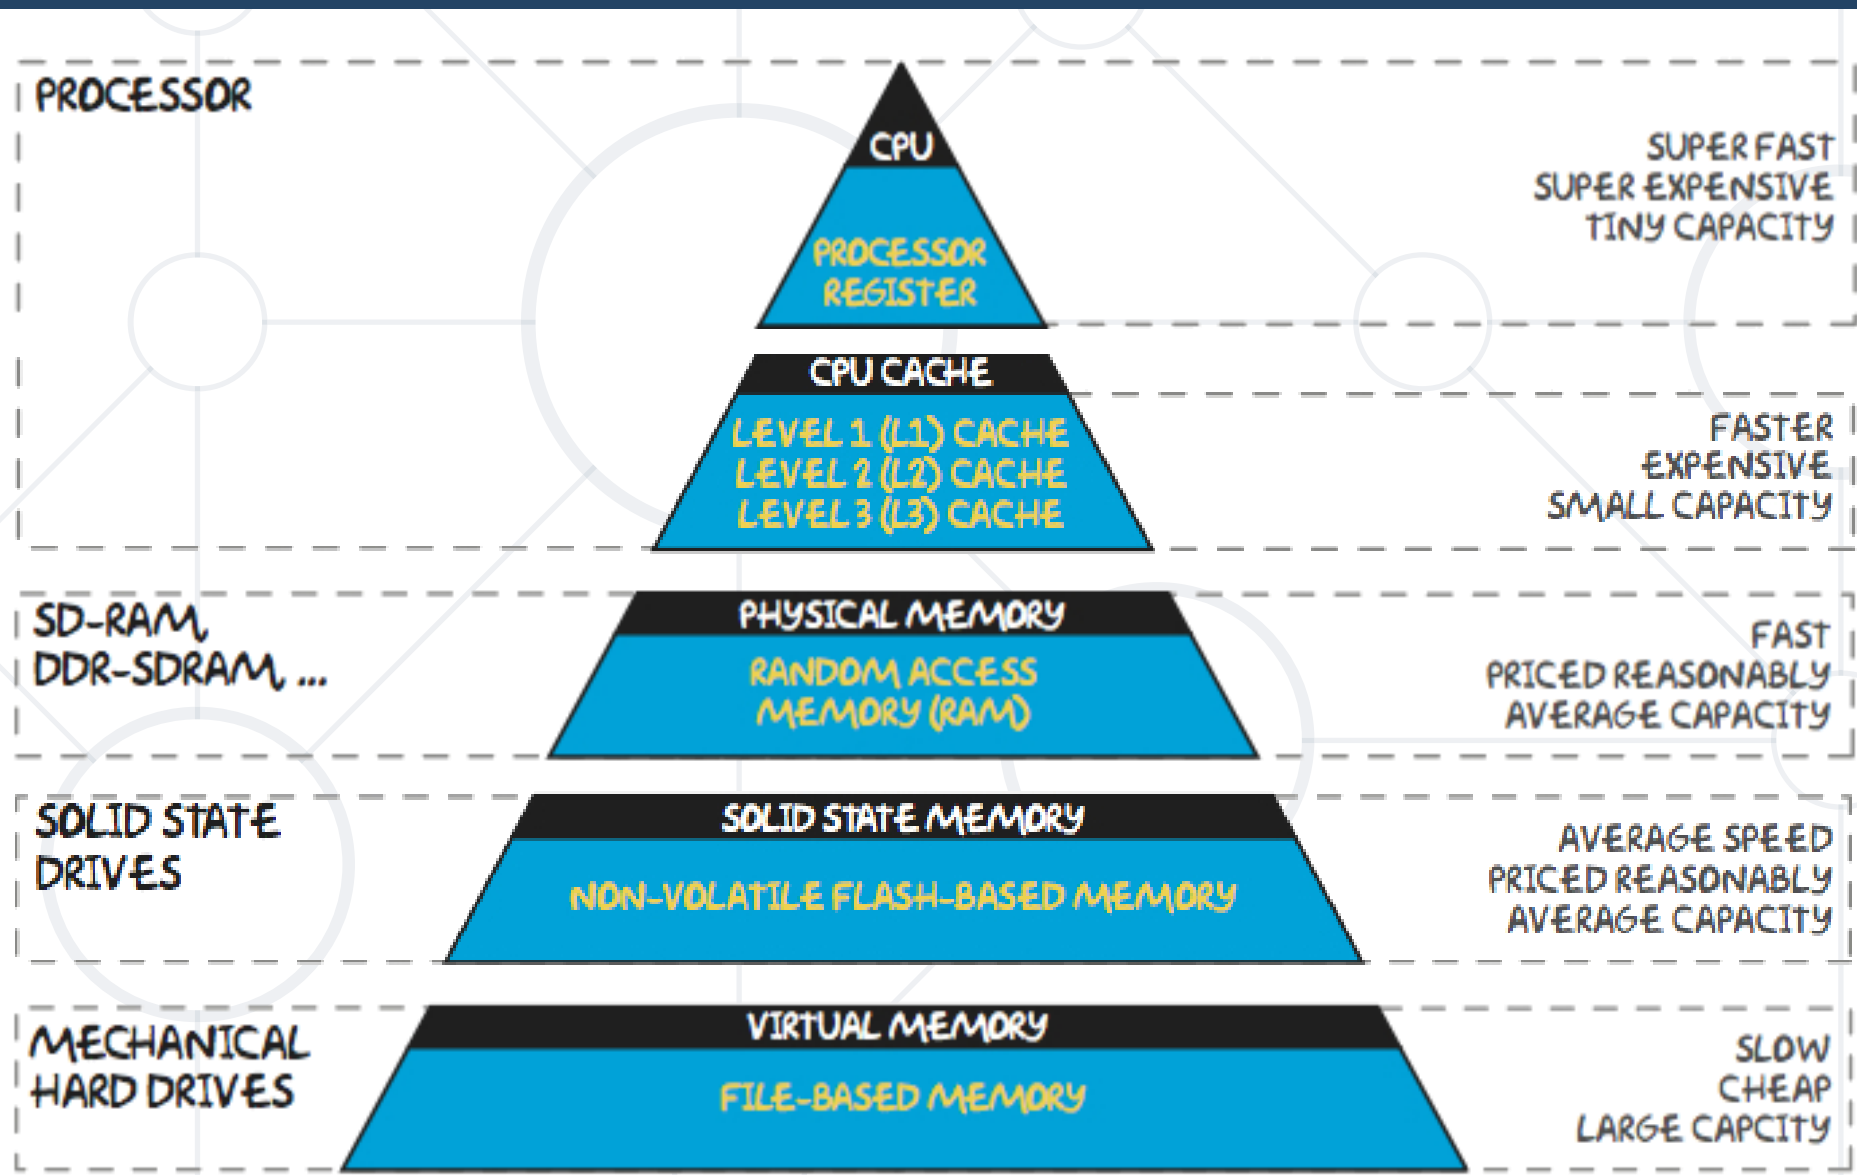 PROCESSOR
CPU
PROCESSOR
REGISTER
SUPER FAST
SUPER EXPENSIVE
TINY CAPACITY
CPU CACHE
LEVEL 1 (L1) CACHE
LEVEL 2 (L2) CACHE
LEVEL 3 (L3) CACHE
FASTER
EXPENSIVE
SMALL CAPACITY
SD-RAM,
DDR-SDRAM, ...
PHYSICAL MEMORY
RANDOM ACCESS
MEMORY (RAM)
FAST
PRICED REASONABLY
AVERAGE CAPACITY
SOLID STATE
DRIVES
SOLID STATE MEMORY
NON-VOLATILE FLASH-BASED MEMORY
AVERAGE SPEED
PRICED REASONABLY
AVERAGE CAPACITY
MECHANICAL
HARD DRIVES
VIRTUAL MEMORY
FILE-BASED MEMORY
SLOW
CHEAP
LARGE CAPCITY